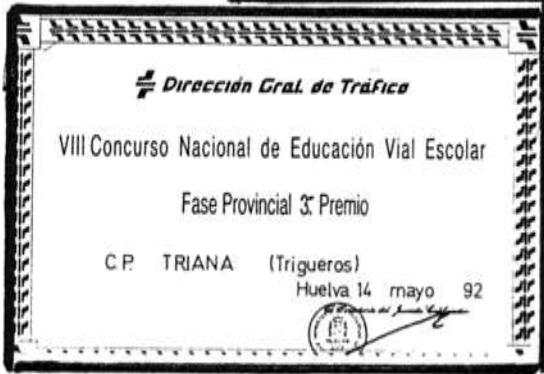 Dirección Gral. de Tráfico
VIII Concurso Nacional de Educación Vial Escolar
Fase Provincial 3.er Premio
C.P. TRIANA (Trigueros)
Huelva 14 mayo 92